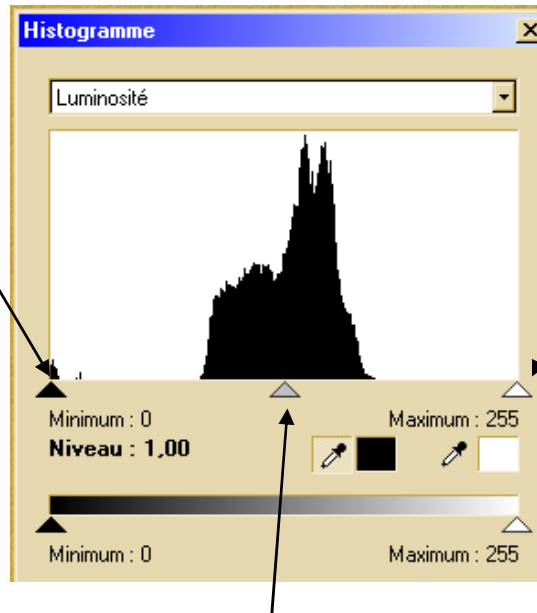 Histogramme
Luminosité
Minimum : 0 Maximum : 255
Niveau : 1,00
Minimum : 0 Maximum : 255